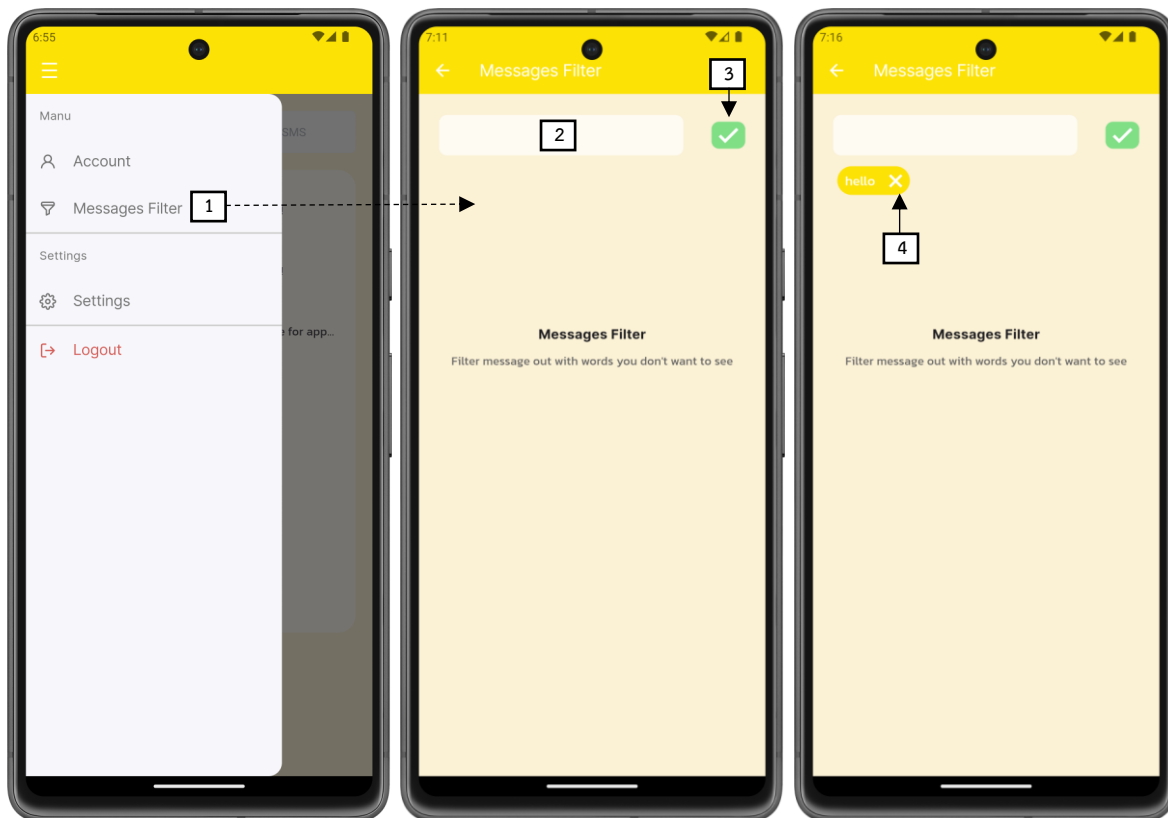 6:55
Manu
SMS
Account
Messages Filter
1
Settings
Settings
e for app...
Logout
7:11
Messages Filter
3
2
Messages Filter
Filter message out with words you don't want to see
7:16
Messages Filter
hello
4
Messages Filter
Filter message out with words you don't want to see